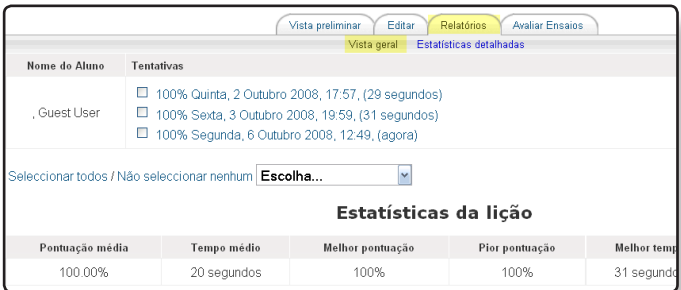 Vista preliminar Editar Relatórios Avaliar Ensaios
Vista geral Estatísticas detalhadas
Nome do Aluno Tentativas
, Guest User
100% Quinta, 2 Outubro 2008, 17:57, (29 segundos)
100% Sexta, 3 Outubro 2008, 19:59, (31 segundos)
100% Segunda, 6 Outubro 2008, 12:49, (agora)
Seleccionar todos / Não seleccionar nenhum Escolha...
Estatísticas da lição
Pontuação média Tempo médio Melhor pontuação Pior pontuação Melhor temp
100.00% 20 segundos 100% 100% 31 segundo